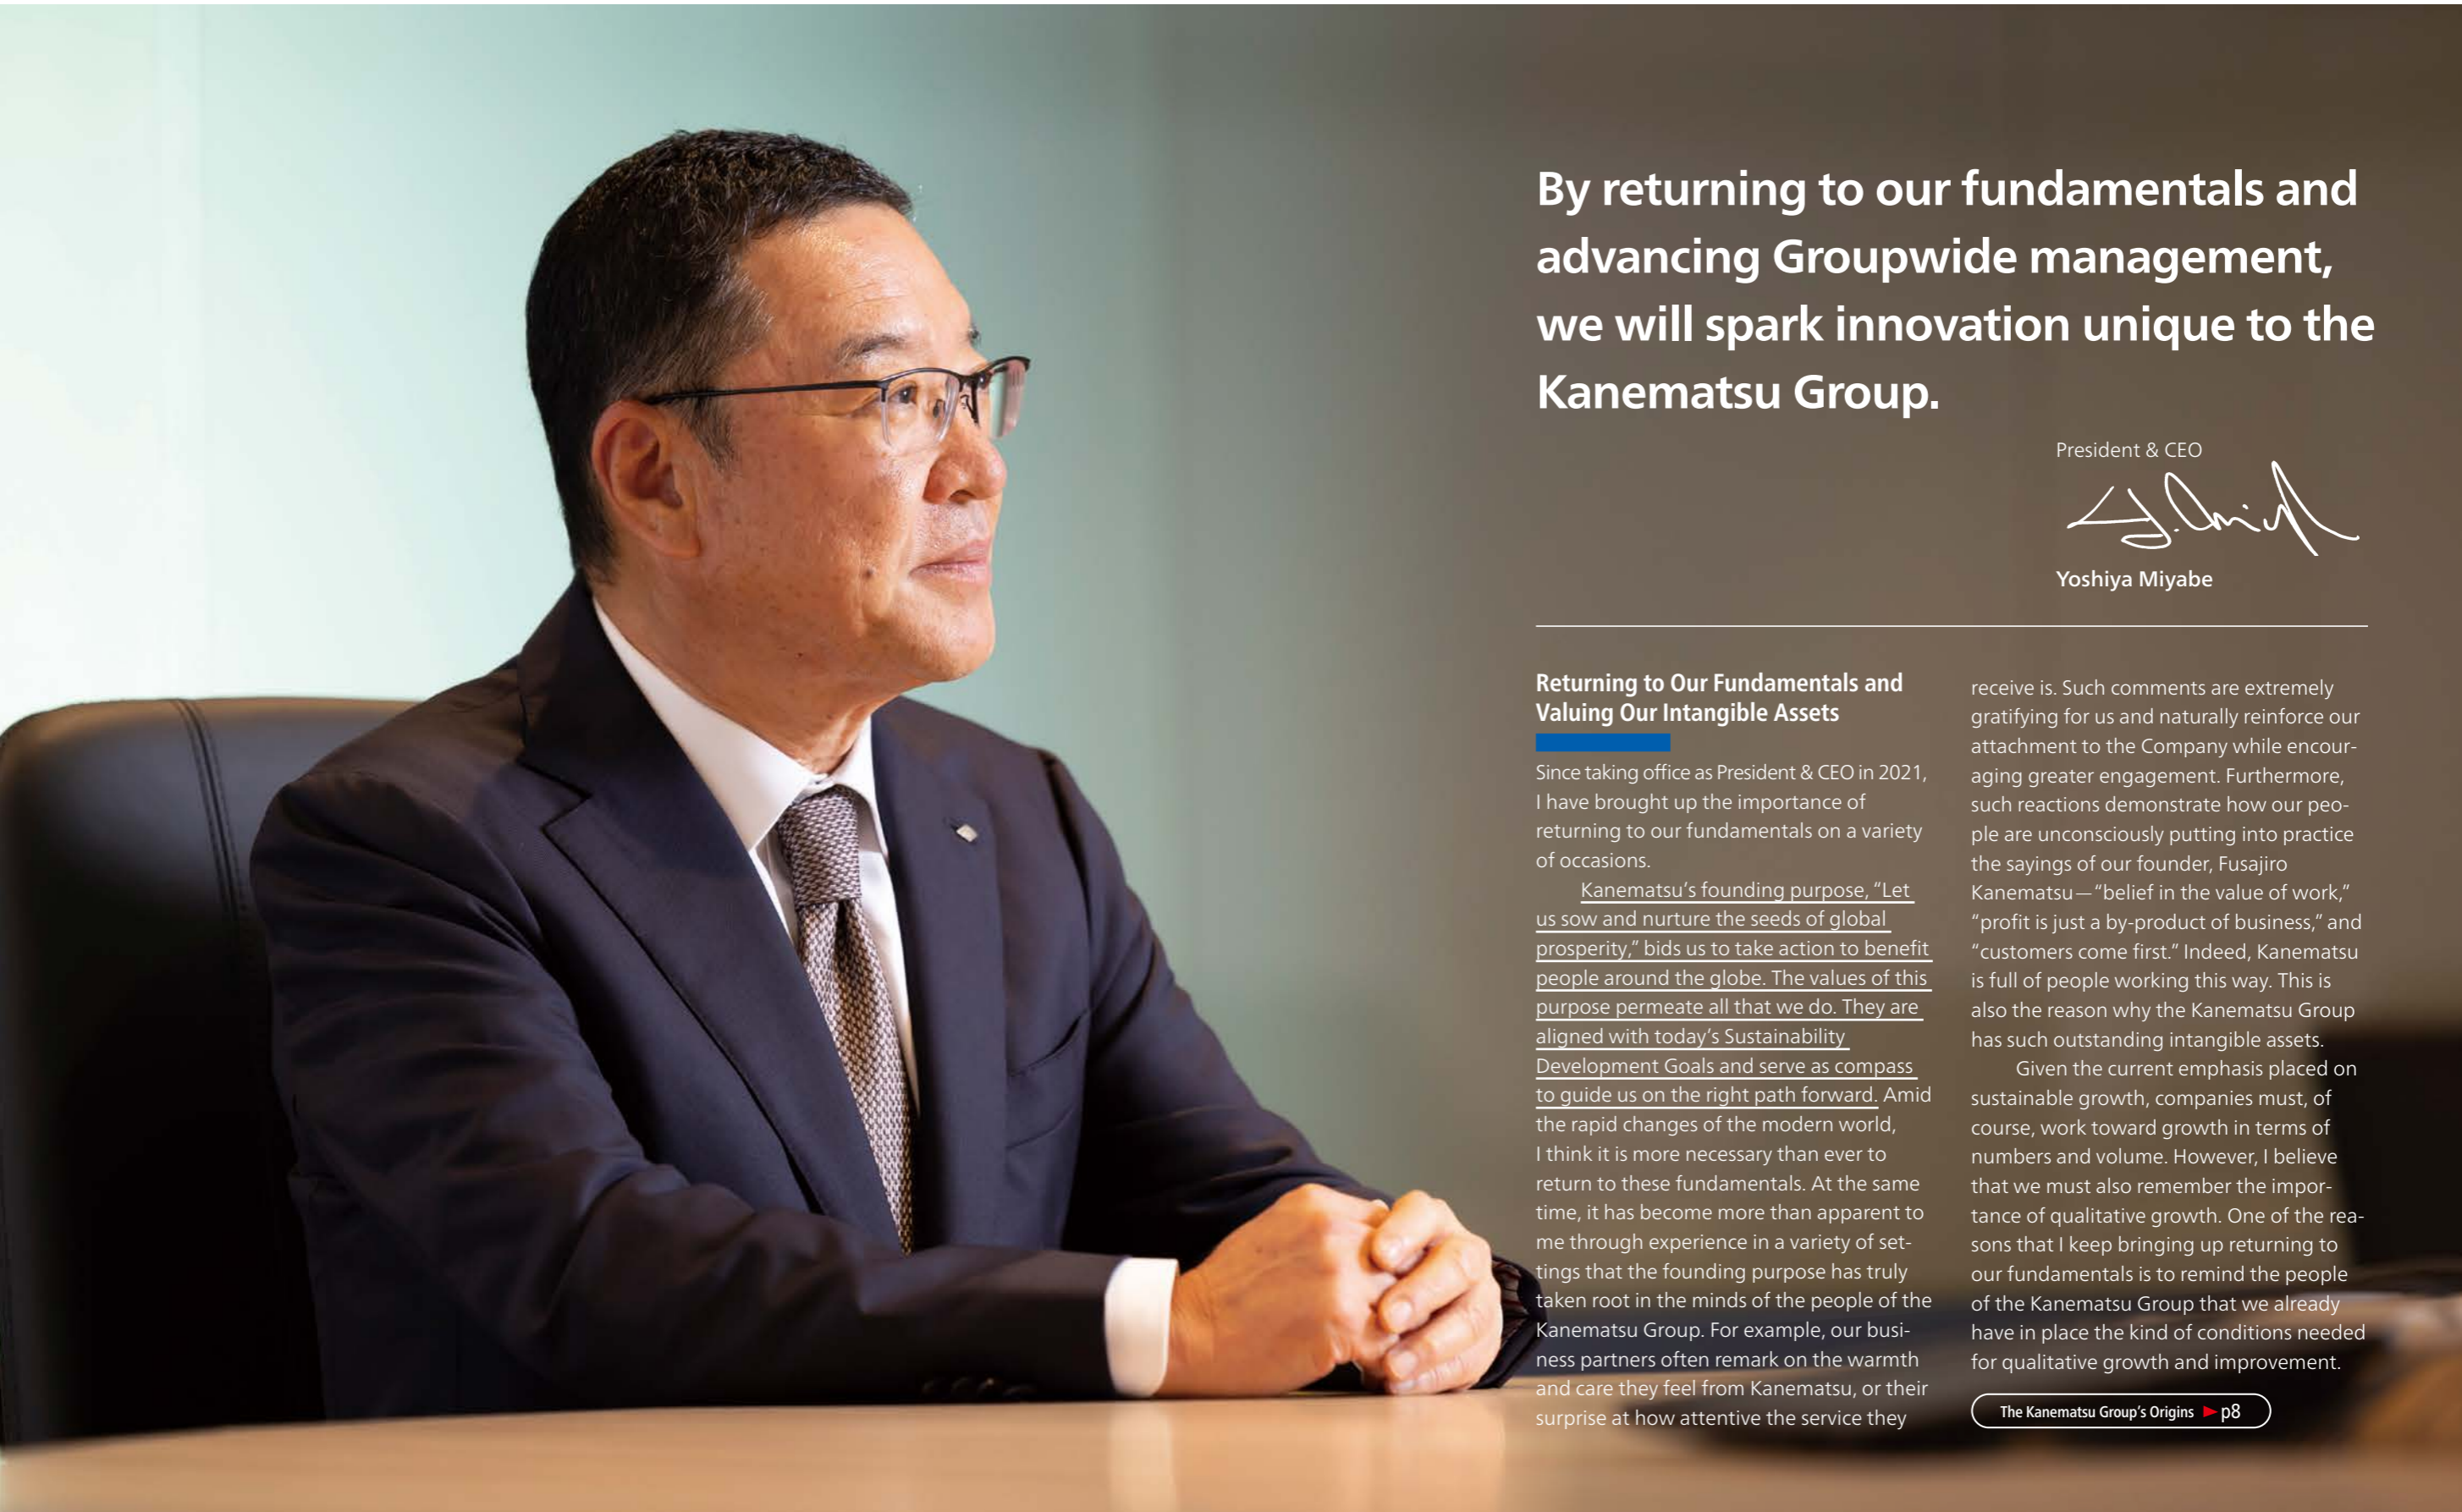 By returning to our fundamentals and
advancing Groupwide management,
we will spark innovation unique to the
Kanematsu Group.
President & CEO
Yoshiya Miyabe
Returning to Our Fundamentals and
Valuing Our Intangible Assets
Since taking office as President & CEO in 2021,
I have brought up the importance of
returning to our fundamentals on a variety
of occasions.
Kanematsu's founding purpose, “Let
us sow and nurture the seeds of global
prosperity,” bids us to take action to benefit
people around the globe. The values of this
purpose permeate all that we do. They are
aligned with today's Sustainability
Development Goals and serve as compass
to guide us on the right path forward. Amid
the rapid changes of the modern world,
I think it is more necessary than ever to
return to these fundamentals. At the same
time, it has become more than apparent to
me through experience in a variety of set-
tings that the founding purpose has truly
taken root in the minds of the people of the
Kanematsu Group. For example, our busi-
ness partners often remark on the warmth
and care they feel from Kanematsu, or their
surprise at how attentive the service they
receive is. Such comments are extremely
gratifying for us and naturally reinforce our
attachment to the Company while encour-
aging greater engagement. Furthermore,
such reactions demonstrate how our peo-
ple are unconsciously putting into practice
the sayings of our founder, Fusajiro
Kanematsu—“belief in the value of work,”
“profit is just a by-product of business,” and
“customers come first.” Indeed, Kanematsu
is full of people working this way. This is
also the reason why the Kanematsu Group
has such outstanding intangible assets.
Given the current emphasis placed on
sustainable growth, companies must, of
course, work toward growth in terms of
numbers and volume. However, I believe
that we must also remember the impor-
tance of qualitative growth. One of the rea-
sons that I keep bringing up returning to
our fundamentals is to remind the people
of the Kanematsu Group that we already
have in place the kind of conditions needed
for qualitative growth and improvement.
The Kanematsu Group's Origins ▶ p8